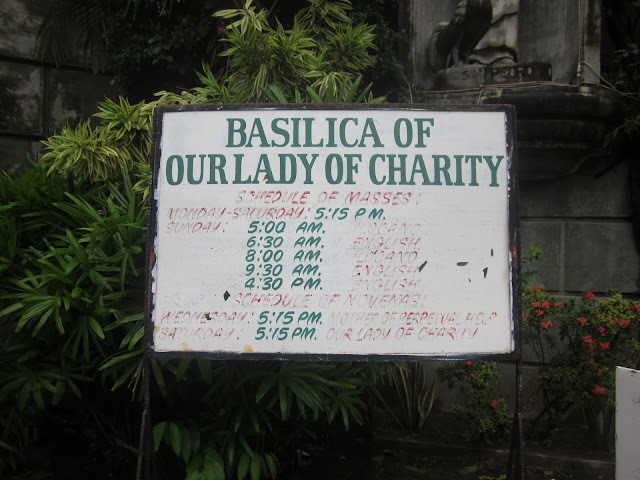 BASILICA OF
OUR LADY OF CHARITY
SCHEDULE OF MASSES:
MONDAY-SATURDAY: 5:15 PM.
SUNDAY: 5:00 AM. ILOCANO
6:30 AM. ENGLISH
8:00 AM. ILOCANO
9:30 AM. ENGLISH
4:30 PM. ENGLISH
SCHEDULE OF NOVENAS:
WEDNESDAY: 5:15 PM. MOTHER OF PERPETUAL HELP
SATURDAY: 5:15 PM. OUR LADY OF CHARITY